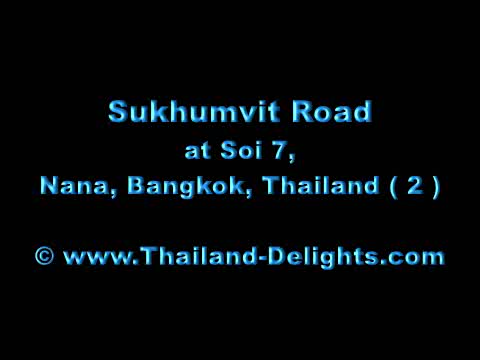 Sukhumvit Road
at Soi 7,
Nana, Bangkok, Thailand ( 2 )
© www.Thailand-Delights.com